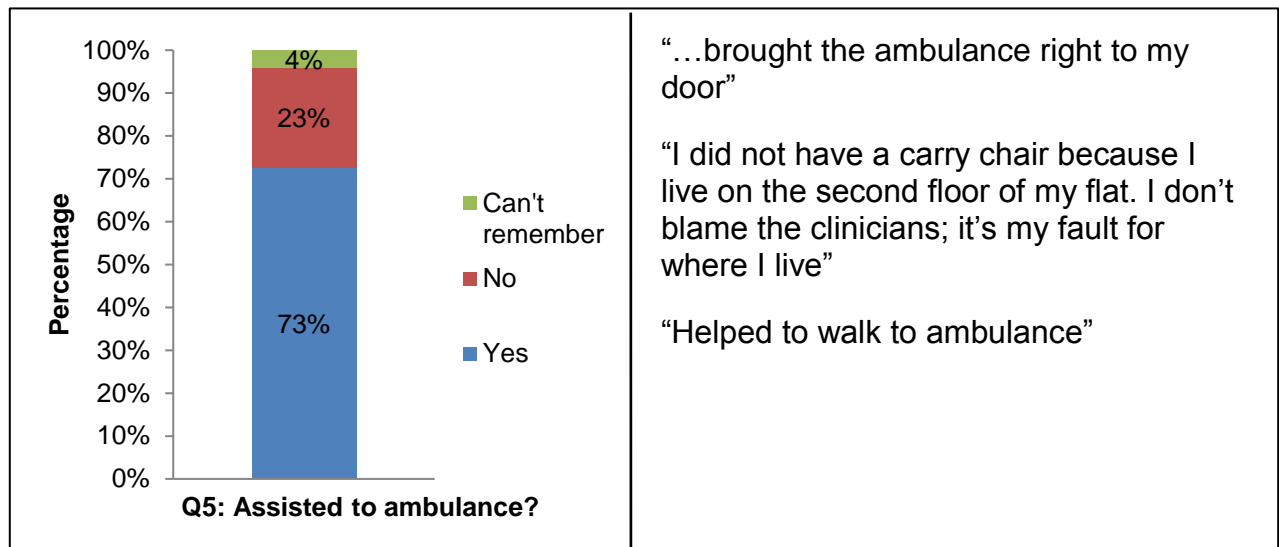 100%
90%
80%
70%
60%
50%
40%
30%
20%
10%
0%
Percentage
4%
23%
73%
Can't
remember
No
Yes
Q5: Assisted to ambulance?
“…brought the ambulance right to my
door”
“I did not have a carry chair because I
live on the second floor of my flat. I don’t
blame the clinicians; it’s my fault for
where I live”
“Helped to walk to ambulance”